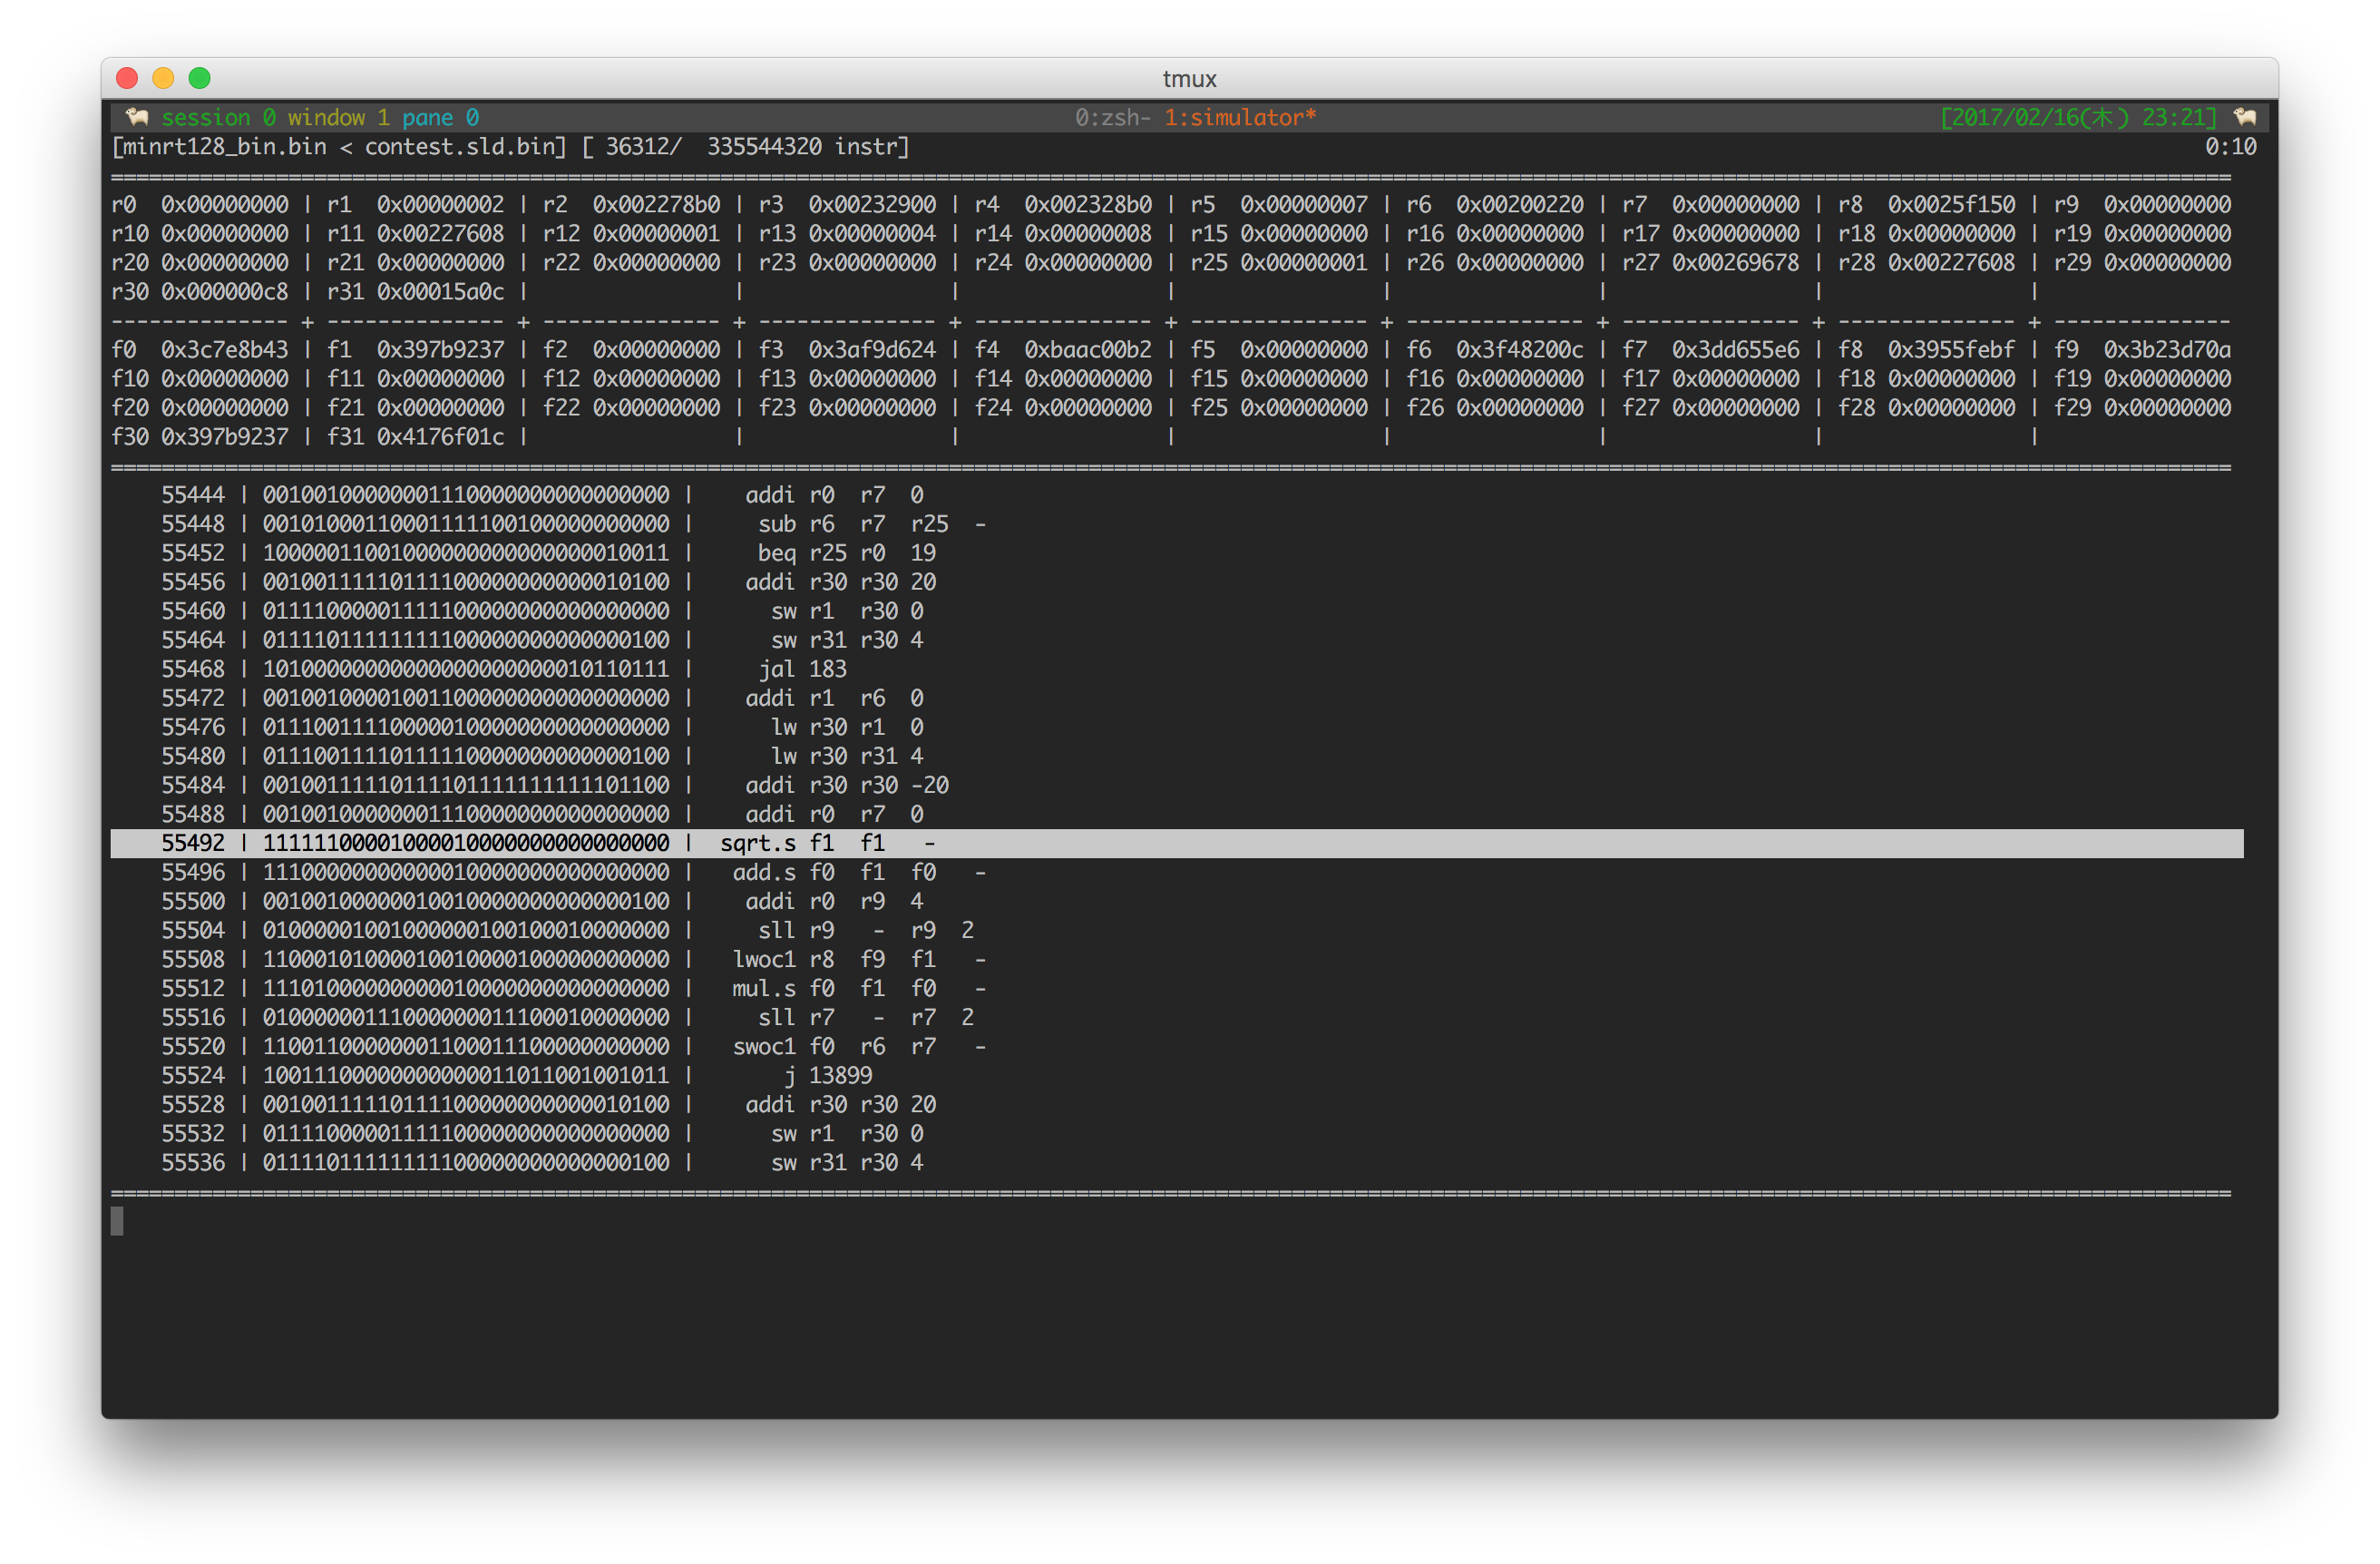 tmux
session 0 window 1 pane 0 0:zsh- 1:simulator* [2017/02/16(木) 23:21]
[minrt128_bin.bin < contest.sld.bin] [ 36312/  335544320 instr] 0:10
r0  0x00000000 | r1  0x00000002 | r2  0x002278b0 | r3  0x00232900 | r4  0x002328b0 | r5  0x00000007 | r6  0x00200220 | r7  0x00000000 | r8  0x0025f150 | r9  0x00000000
r10 0x00000000 | r11 0x00227608 | r12 0x00000001 | r13 0x00000004 | r14 0x00000008 | r15 0x00000000 | r16 0x00000000 | r17 0x00000000 | r18 0x00000000 | r19 0x00000000
r20 0x00000000 | r21 0x00000000 | r22 0x00000000 | r23 0x00000000 | r24 0x00000000 | r25 0x00000001 | r26 0x00000000 | r27 0x00269678 | r28 0x00227608 | r29 0x00000000
r30 0x000000c8 | r31 0x00015a0c | | | | | | | |
-------------- + -------------- + -------------- + -------------- + -------------- + -------------- + -------------- + -------------- + -------------- + --------------
f0  0x3c7e8b43 | f1  0x397b9237 | f2  0x00000000 | f3  0x3af9d624 | f4  0xbaac00b2 | f5  0x00000000 | f6  0x3f48200c | f7  0x3dd655e6 | f8  0x3955febf | f9  0x3b23d70a
f10 0x00000000 | f11 0x00000000 | f12 0x00000000 | f13 0x00000000 | f14 0x00000000 | f15 0x00000000 | f16 0x00000000 | f17 0x00000000 | f18 0x00000000 | f19 0x00000000
f20 0x00000000 | f21 0x00000000 | f22 0x00000000 | f23 0x00000000 | f24 0x00000000 | f25 0x00000000 | f26 0x00000000 | f27 0x00000000 | f28 0x00000000 | f29 0x00000000
f30 0x397b9237 | f31 0x4176f01c | | | | | | | |
55444 | 00100100000001110000000000000000 | addi r0  r7  0
55448 | 00101000110001111100100000000000 | sub r6  r7  r25  -
55452 | 10000011001000000000000000010011 | beq r25 r0  19
55456 | 00100111110111100000000000010100 | addi r30 r30 20
55460 | 01111000001111100000000000000000 | sw r1  r30 0
55464 | 01111011111111100000000000000100 | sw r31 r30 4
55468 | 10100000000000000000000010110111 | jal 183
55472 | 00100100001001100000000000000000 | addi r1  r6  0
55476 | 01110011110000010000000000000000 | lw r30 r1  0
55480 | 01110011110111110000000000000100 | lw r30 r31 4
55484 | 00100111110111101111111111101100 | addi r30 r30 -20
55488 | 00100100000001110000000000000000 | addi r0  r7  0
55492 | 11111100001000010000000000000000 | sqrt.s f1  f1   -
55496 | 11100000000000010000000000000000 | add.s f0  f1  f0   -
55500 | 00100100000010010000000000000100 | addi r0  r9  4
55504 | 01000001001000000100100010000000 | sll r9   -  r9  2
55508 | 11000101000010010000100000000000 | lwoc1 r8  f9  f1   -
55512 | 11101000000000010000000000000000 | mul.s f0  f1  f0   -
55516 | 01000000111000000011100010000000 | sll r7   -  r7  2
55520 | 11001100000001100011100000000000 | swoc1 f0  r6  r7   -
55524 | 10011100000000000011011001001011 | j 13899
55528 | 00100111110111100000000000010100 | addi r30 r30 20
55532 | 01111000001111100000000000000000 | sw r1  r30 0
55536 | 01111011111111100000000000000100 | sw r31 r30 4